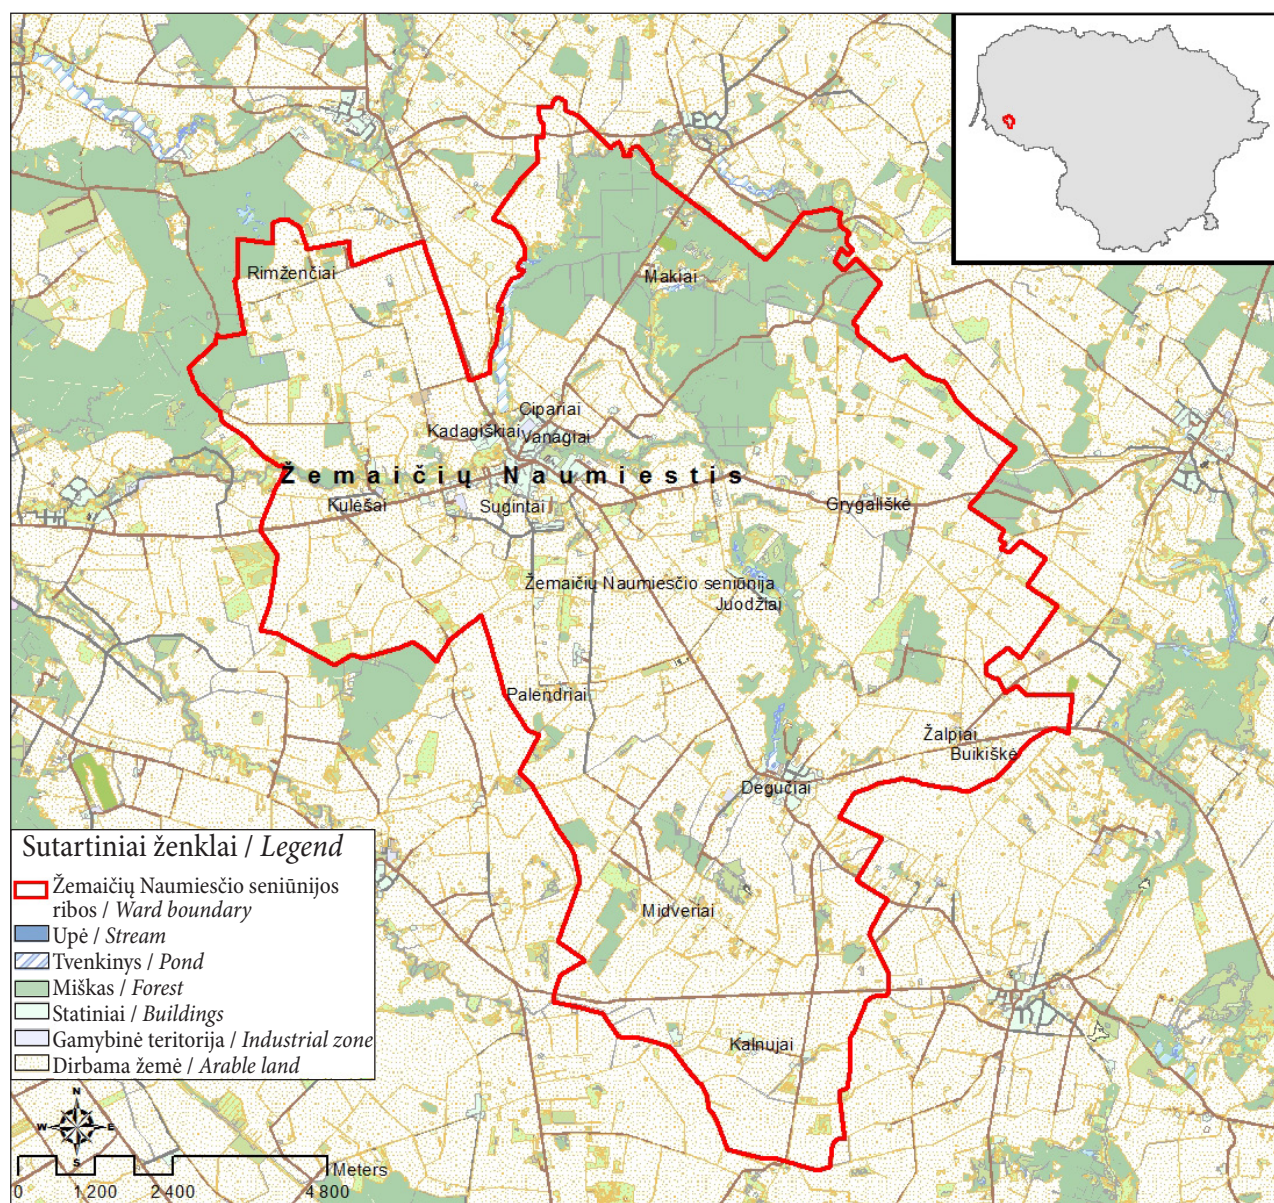 Rimženčiai
Makiai
Cipariai
Kadagiškiai
Vanagiai
Žemaičių Naumiestis
Kulėšai
Sugintai
Grygališkė
Žemaičių Naumiesčio seniūnija
Juodžiai
Palendriai
Žalpiai
Buikiškė
Degučiai
Midveriai
Kalnujai
Sutartiniai ženklai / Legend
Žemaičių Naumiesčio seniūnijos
ribos / Ward boundary
Upė / Stream
Tvenkinys / Pond
Miškas / Forest
Statiniai / Buildings
Gamybinė teritorija / Industrial zone
Dirbama žemė / Arable land
N
W E
S
Meters
0 1 200 2 400 4 800